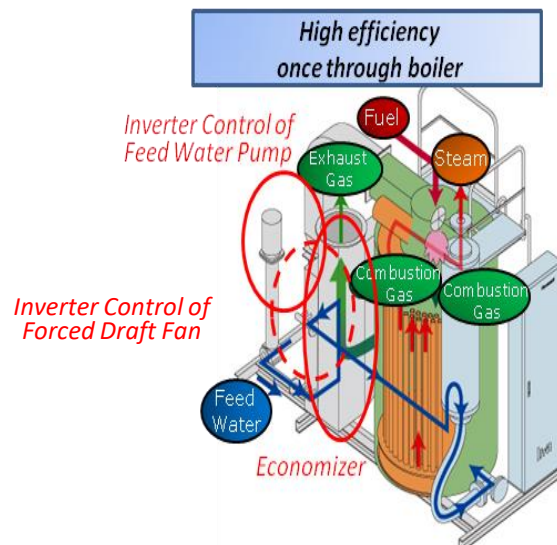 High efficiency
once through boiler
Inverter Control of
Feed Water Pump
Fuel
Exhaust
Gas
Steam
Combustion
Gas
Combustion
Gas
Inverter Control of
Forced Draft Fan
Feed
Water
Economizer